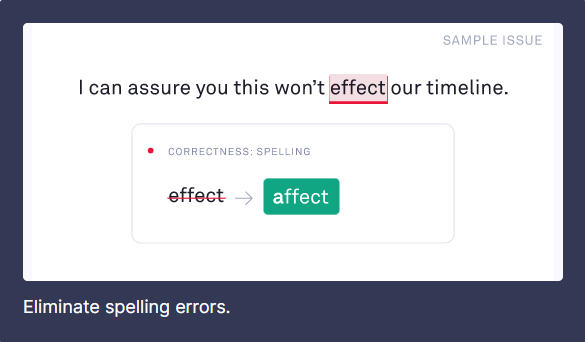 SAMPLE ISSUE
I can assure you this won't effect our timeline.
CORRECTNESS: SPELLING
effect → affect
Eliminate spelling errors.